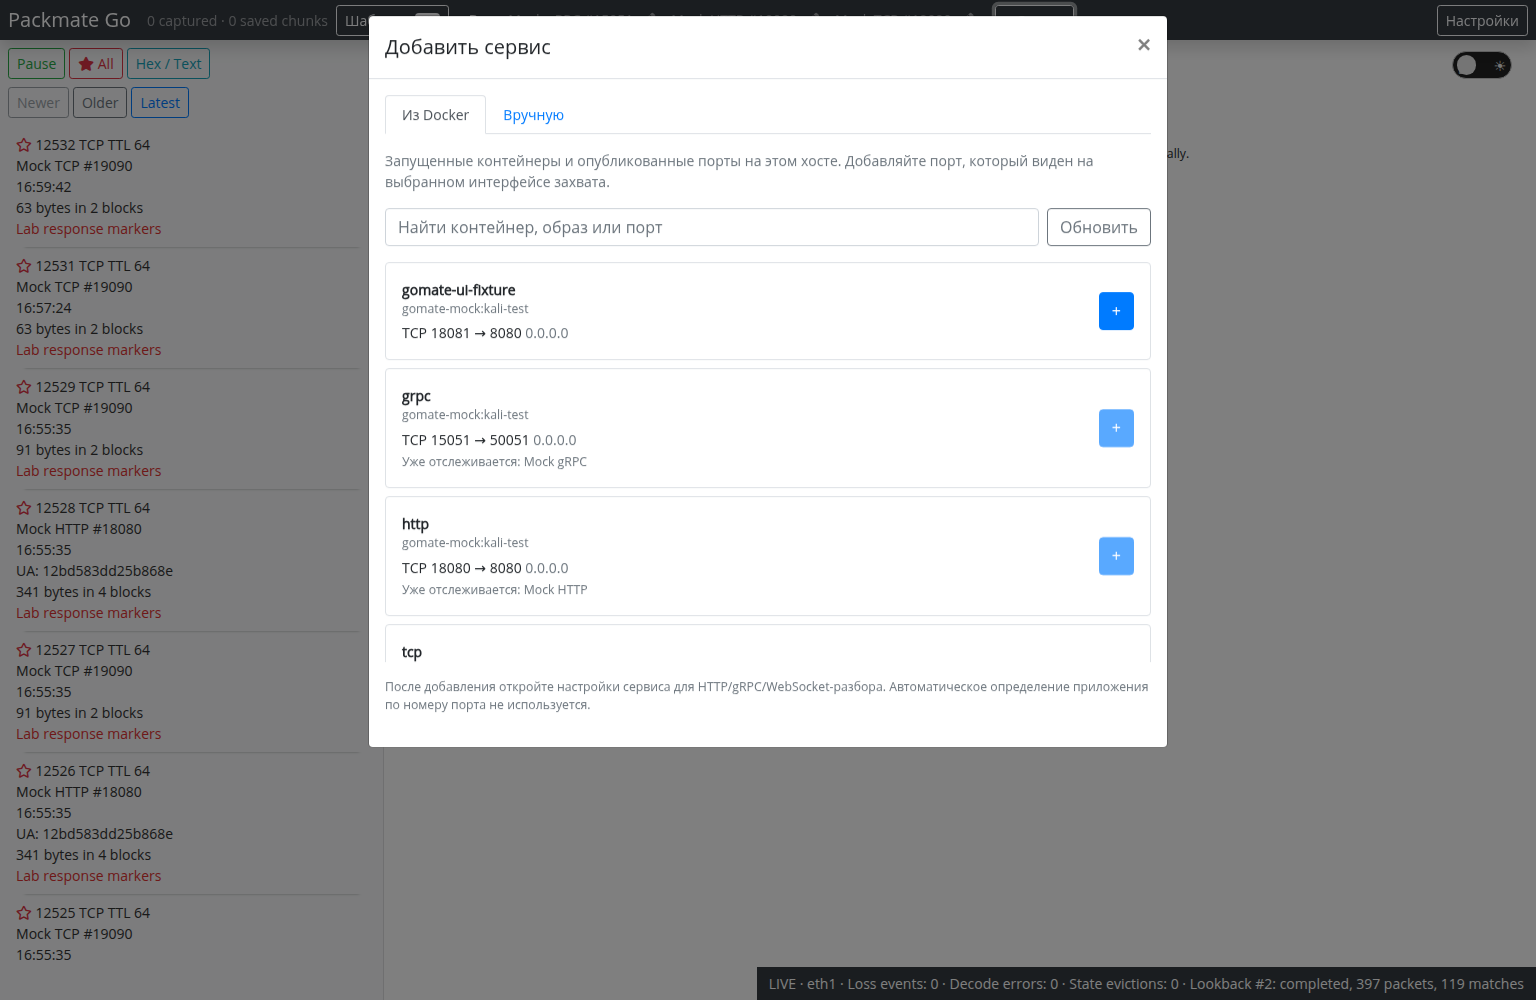 Packmate Go
0 captured · 0 saved chunks
Настройки
Pause
All
Hex / Text
Newer
Older
Latest
12532 TCP TTL 64
Mock TCP #19090
16:59:42
63 bytes in 2 blocks
Lab response markers
12531 TCP TTL 64
Mock TCP #19090
16:57:24
63 bytes in 2 blocks
Lab response markers
12529 TCP TTL 64
Mock TCP #19090
16:55:35
91 bytes in 2 blocks
Lab response markers
12528 TCP TTL 64
Mock HTTP #18080
16:55:35
UA: 12bd583dd25b868e
341 bytes in 4 blocks
Lab response markers
12527 TCP TTL 64
Mock TCP #19090
16:55:35
91 bytes in 2 blocks
Lab response markers
12526 TCP TTL 64
Mock HTTP #18080
16:55:35
UA: 12bd583dd25b868e
341 bytes in 4 blocks
Lab response markers
12525 TCP TTL 64
Mock TCP #19090
16:55:35
Добавить сервис
×
Из Docker
Вручную
Запущенные контейнеры и опубликованные порты на этом хосте. Добавляйте порт, который виден на
выбранном интерфейсе захвата.
Найти контейнер, образ или порт
Обновить
gomate-ui-fixture
gomate-mock:kali-test
TCP 18081 → 8080 0.0.0.0
+
grpc
gomate-mock:kali-test
TCP 15051 → 50051 0.0.0.0
Уже отслеживается: Mock gRPC
+
http
gomate-mock:kali-test
TCP 18080 → 8080 0.0.0.0
Уже отслеживается: Mock HTTP
+
tcp
После добавления откройте настройки сервиса для HTTP/gRPC/WebSocket-разбора. Автоматическое определение приложения
по номеру порта не используется.
ally.
LIVE · eth1 · Loss events: 0 · Decode errors: 0 · State evictions: 0 · Lookback #2: completed, 397 packets, 119 matches